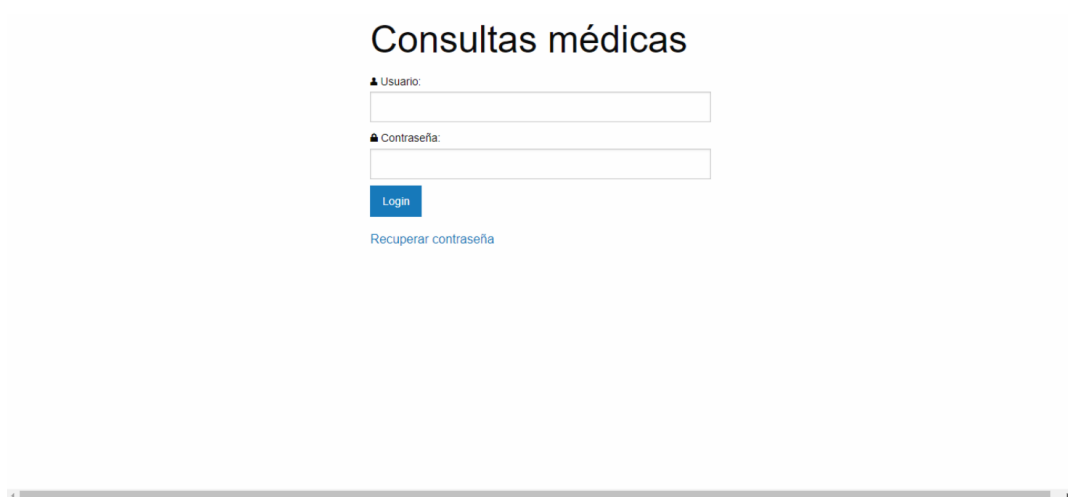 Consultas médicas
Usuario:
Contraseña:
Login
Recuperar contraseña